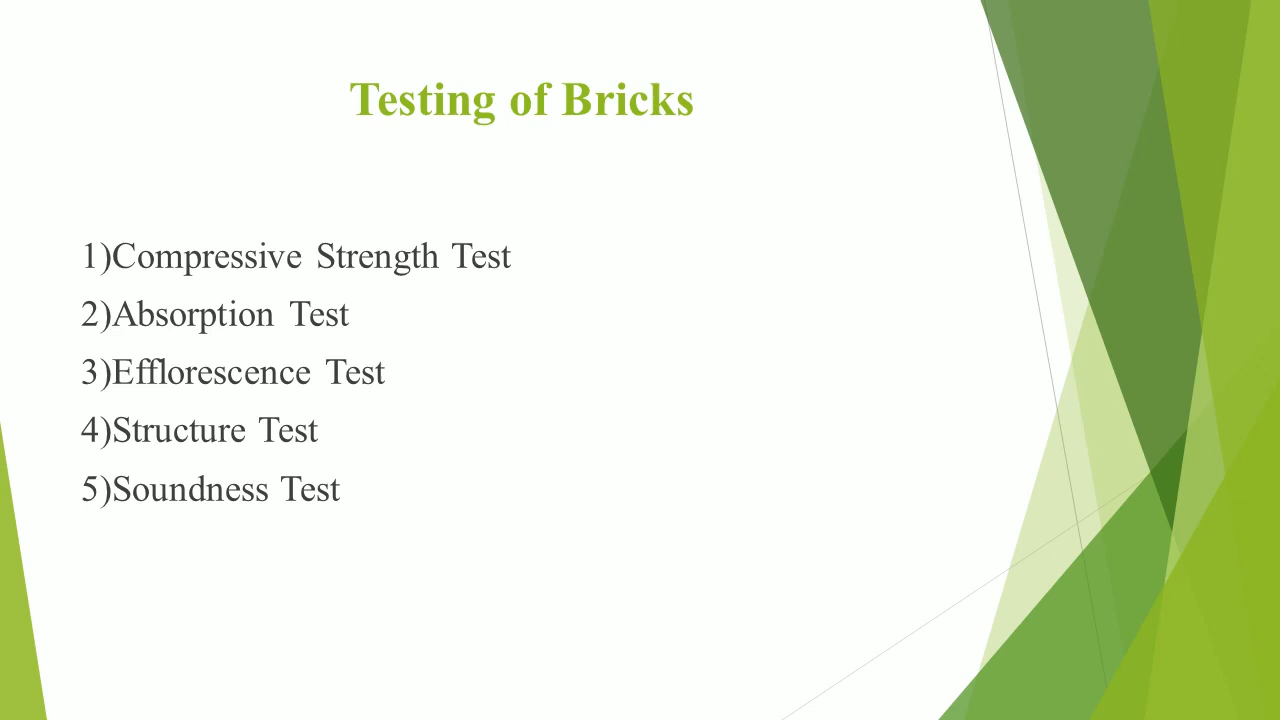 Testing of Bricks
1)Compressive Strength Test
2)Absorption Test
3)Efflorescence Test
4)Structure Test
5)Soundness Test